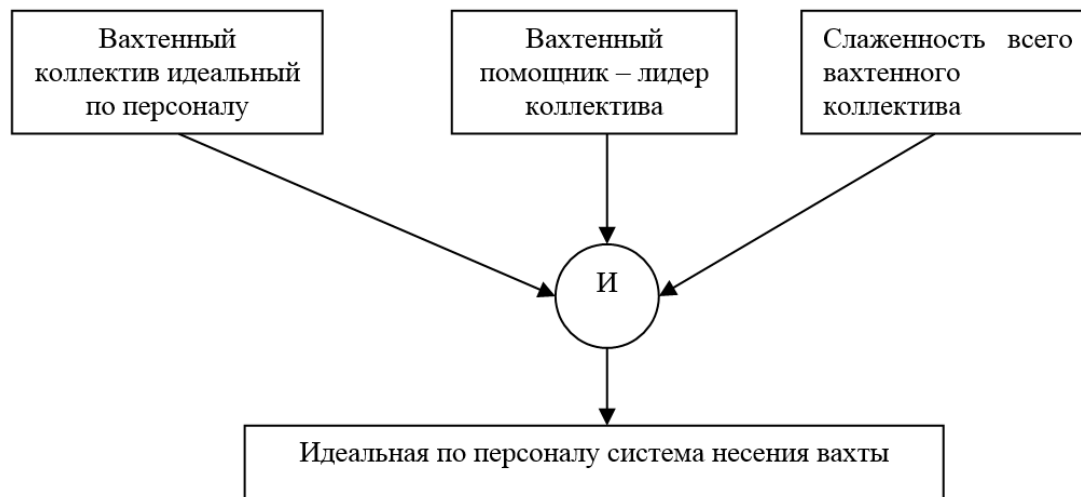 Вахтенный
коллектив идеальный
по персоналу
Вахтенный
помощник – лидер
коллектива
Слаженность всего
вахтенного
коллектива
И
Идеальная по персоналу система несения вахты